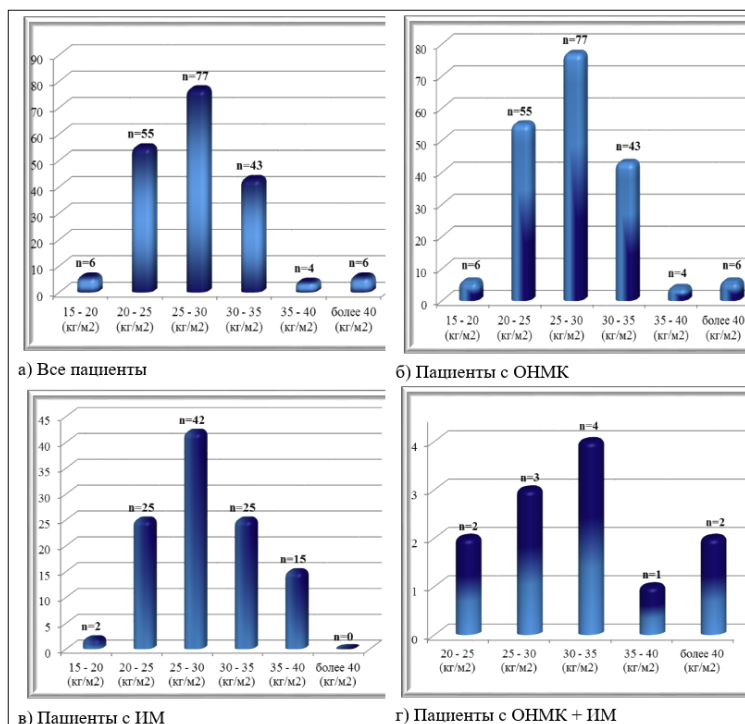 90
80
70
60
50
40
30
20
10
0
n=6
n=55
n=77
n=43
n=4
n=6
15 - 20 20 - 25 25 - 30 30 - 35 35 - 40 более 40
(кг/м2) (кг/м2) (кг/м2) (кг/м2) (кг/м2) (кг/м2)
а) Все пациенты
80
70
60
50
40
30
20
10
0
n=6
n=55
n=77
n=43
n=4
n=6
15 - 20 20 - 25 25 - 30 30 - 35 35 - 40 более 40
(кг/м2) (кг/м2) (кг/м2) (кг/м2) (кг/м2) (кг/м2)
б) Пациенты с ОНМК
45
40
35
30
25
20
15
10
5
0
n=2
n=25
n=42
n=25
n=15
n=0
15 - 20 20 - 25 25 - 30 30 - 35 35 - 40 более 40
(кг/м2) (кг/м2) (кг/м2) (кг/м2) (кг/м2) (кг/м2)
в) Пациенты с ИМ
4
3
2
1
0
n=2
n=3
n=4
n=1
n=2
20 - 25 25 - 30 30 - 35 35 - 40 более 40
(кг/м2) (кг/м2) (кг/м2) (кг/м2) (кг/м2)
г) Пациенты с ОНМК + ИМ